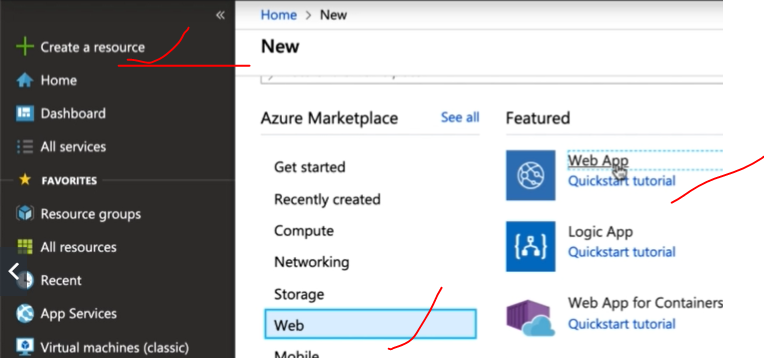 «
Create a resource
Home
Dashboard
All services
FAVORITES
Resource groups
All resources
Recent
App Services
Virtual machines (classic)
Home > New
New
Azure Marketplace
See all
Get started
Recently created
Compute
Networking
Storage
Web
Mobile
Featured
Web App
Quickstart tutorial
Logic App
Quickstart tutorial
Web App for Containers
Quickstart tutorial